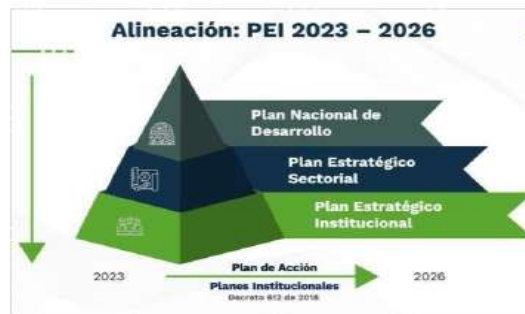 Alineación: PEI 2023 – 2026
Plan Nacional de
Desarrollo
Plan Estratégico
Sectorial
Plan Estratégico
Institucional
2023
Plan de Acción
2026
Planes Institucionales
Decreto 612 de 2018